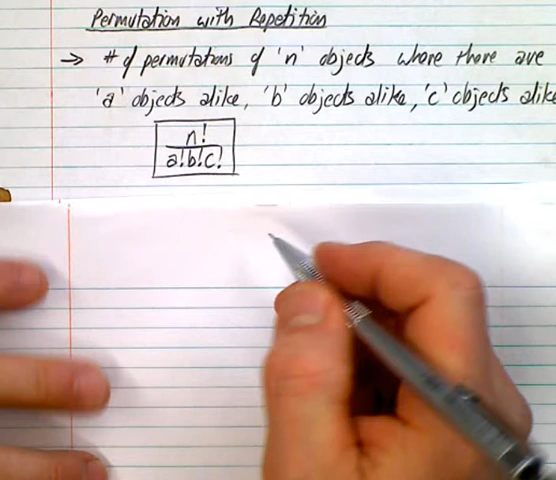 Permutation with Repetition
→ # of permutations of 'n' objects where there are
'a' objects alike, 'b' objects alike, 'c' objects alike
n!
a!b!c!